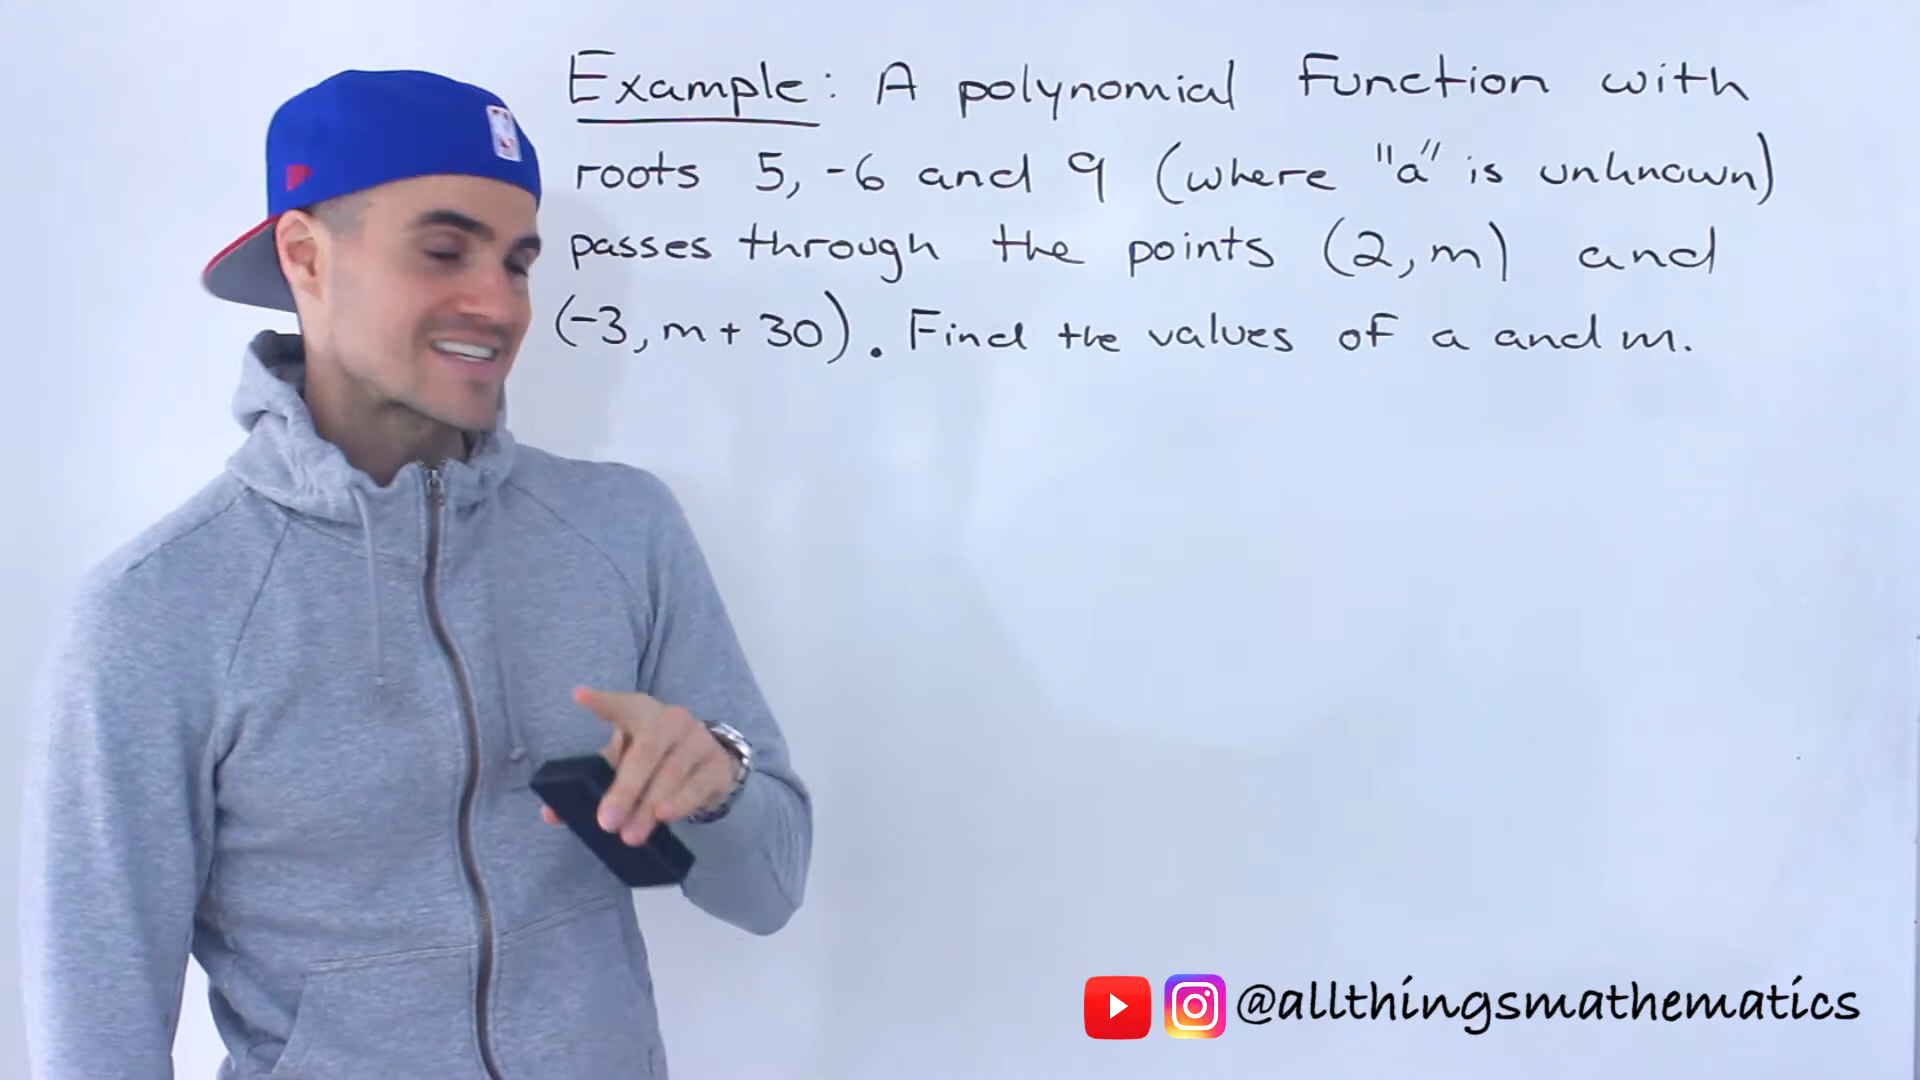 Example: A polynomial function with
roots 5, -6 and 9 (where "a" is unknown)
passes through the points (2, m) and
(-3, m + 30). Find the values of a and m.
@allthingsmathematics